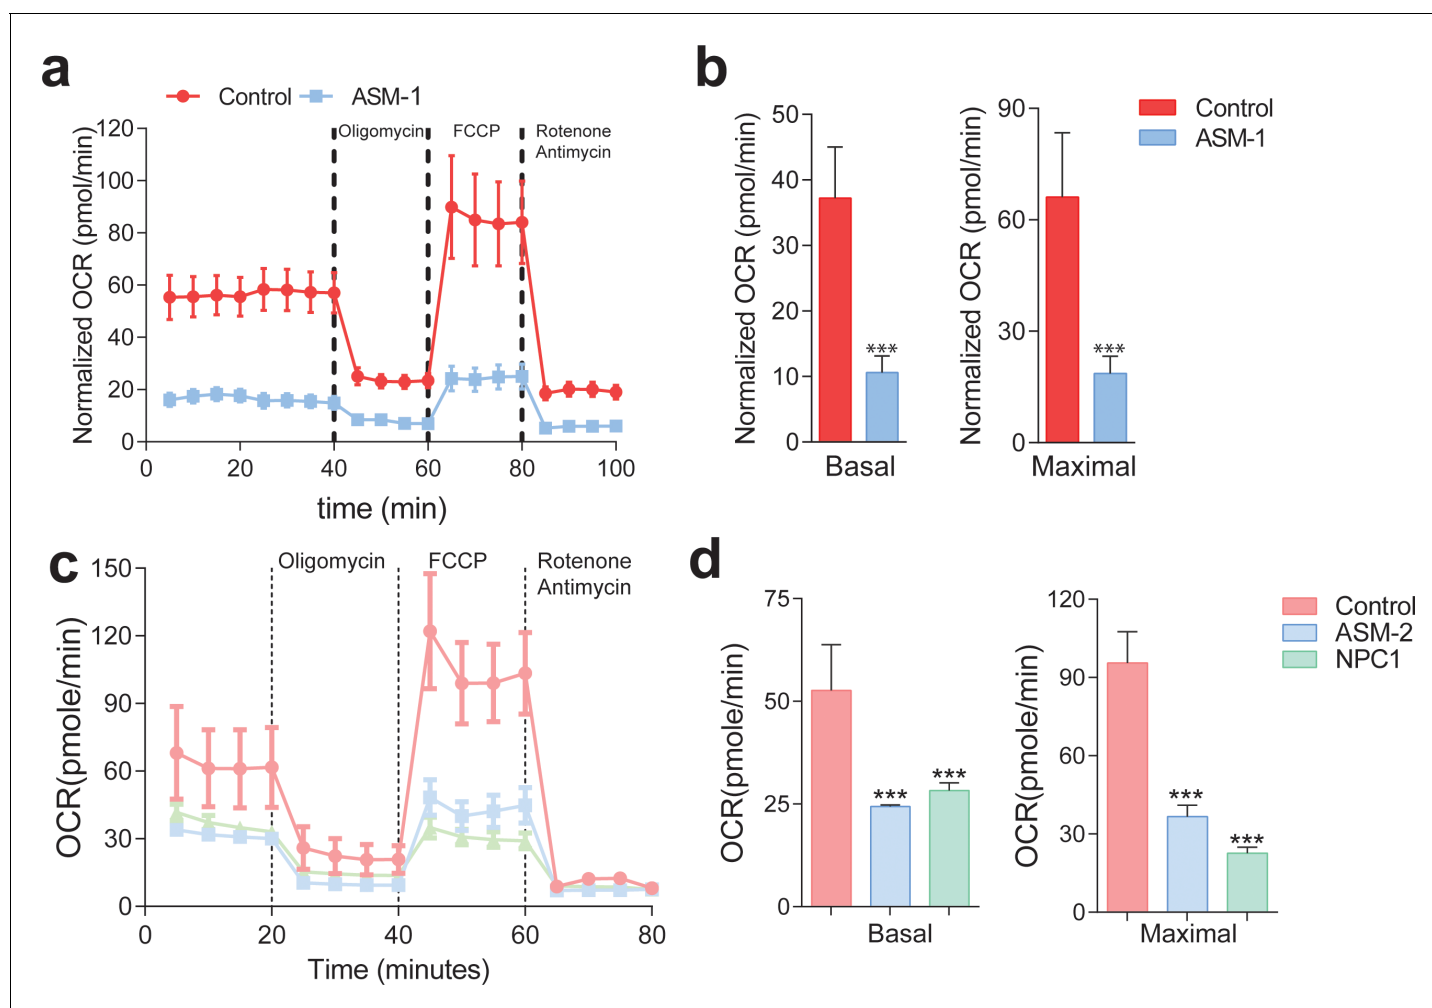 a
Control ASM-1
Normalized OCR (pmol/min)
120
100
80
60
40
20
0
Oligomycin
FCCP
Rotenone
Antimycin
0 20 40 60 80 100
time (min)
b
Normalized OCR (pmol/min)
50
40
30
20
10
0
***
Basal
Normalized OCR (pmol/min)
90
60
30
0
***
Maximal
Control
ASM-1
c
OCR(pmole/min)
150
120
90
60
30
0
Oligomycin
FCCP
Rotenone
Antimycin
0 20 40 60 80
Time (minutes)
d
OCR(pmole/min)
75
50
25
0
***
***
Basal
OCR(pmole/min)
120
90
60
30
0
***
***
Maximal
Control
ASM-2
NPC1